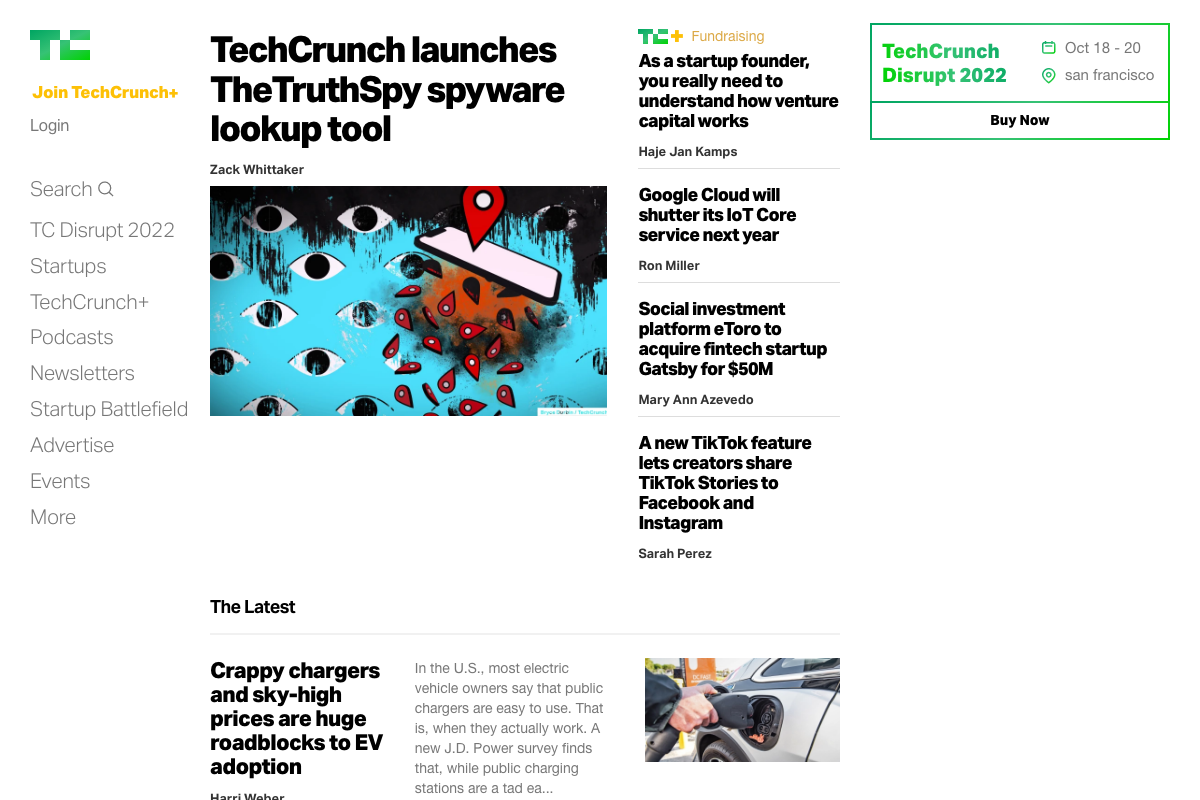 TC
Join TechCrunch+
Login
Search
TC Disrupt 2022
Startups
TechCrunch+
Podcasts
Newsletters
Startup Battlefield
Advertise
Events
More
TechCrunch launches
TheTruthSpy spyware
lookup tool
Zack Whittaker
TC+ Fundraising
As a startup founder,
you really need to
understand how venture
capital works
Haje Jan Kamps
Google Cloud will
shutter its IoT Core
service next year
Ron Miller
Social investment
platform eToro to
acquire fintech startup
Gatsby for $50M
Mary Ann Azevedo
A new TikTok feature
lets creators share
TikTok Stories to
Facebook and
Instagram
Sarah Perez
TechCrunch
Disrupt 2022
Oct 18 - 20
san francisco
Buy Now
The Latest
Crappy chargers
and sky-high
prices are huge
roadblocks to EV
adoption
Harri Weber
In the U.S., most electric
vehicle owners say that public
chargers are easy to use. That
is, when they actually work. A
new J.D. Power survey finds
that, while public charging
stations are a tad ea...